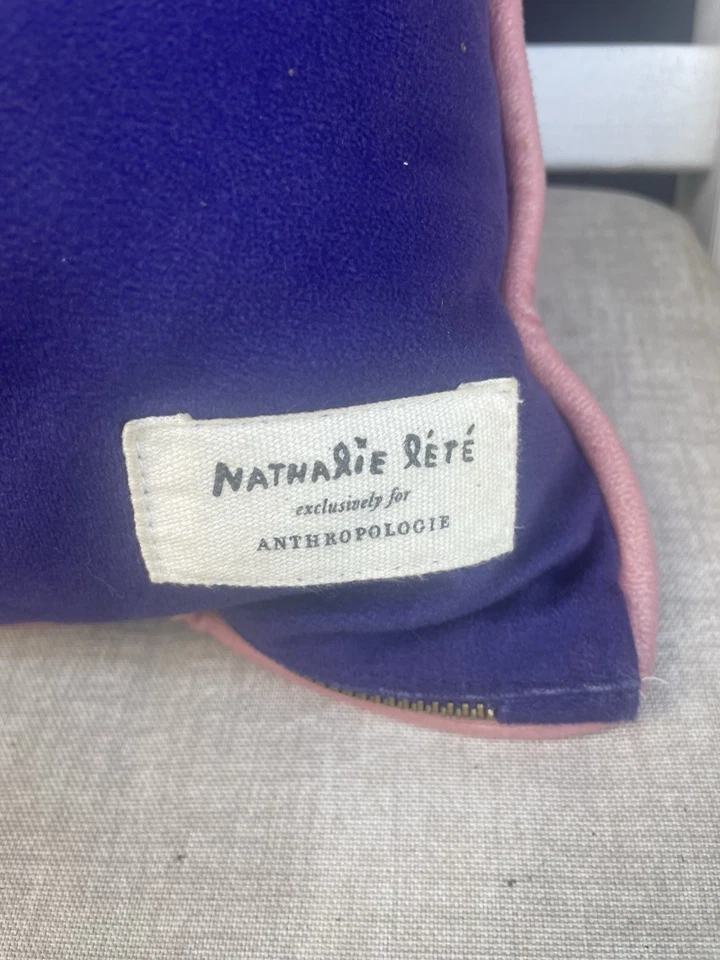 NATHALIE LÉTÉ
exclusively for
ANTHROPOLOGIE